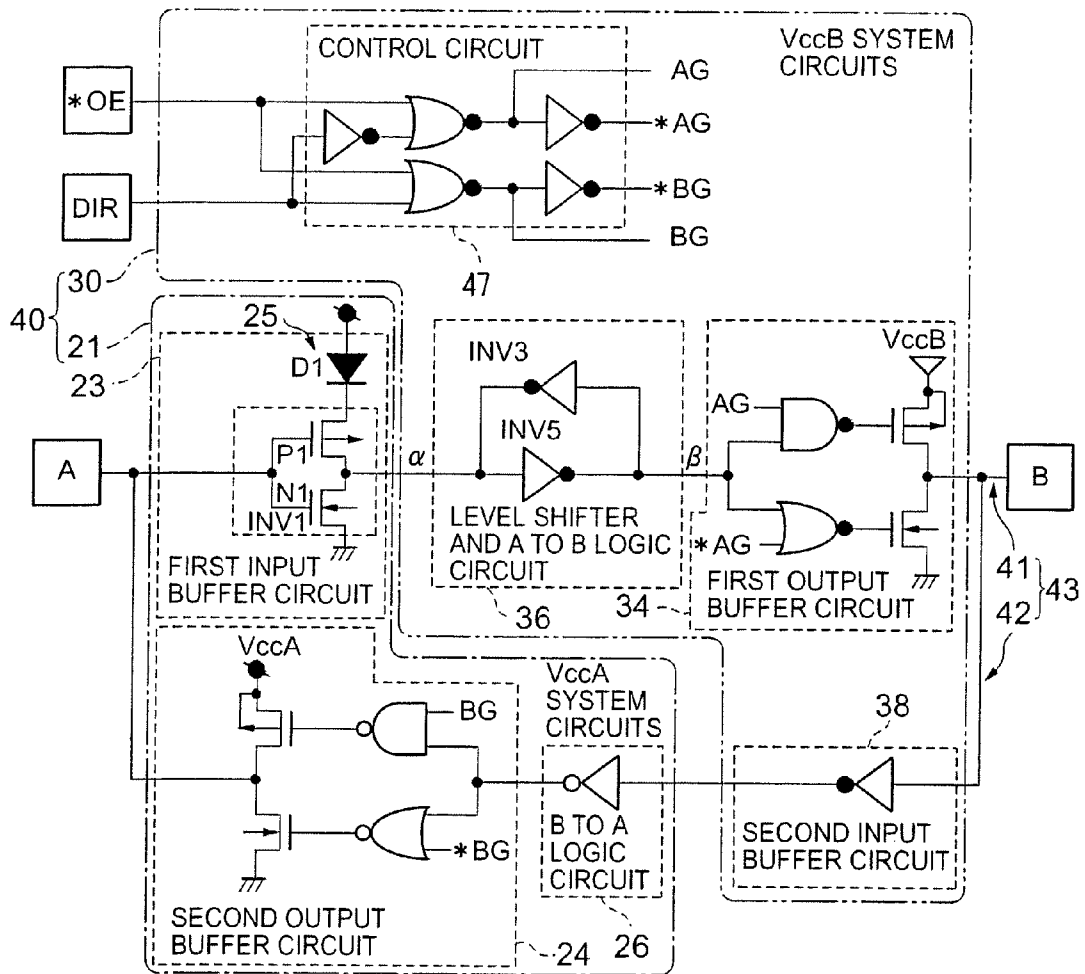 CONTROL CIRCUIT
VccB SYSTEM
CIRCUITS
*OE
AG
*AG
DIR
*BG
BG
47
40
30
21
23
25
D1
P1
N1
INV1
A
α
FIRST INPUT
BUFFER CIRCUIT
INV3
INV5
LEVEL SHIFTER
AND A TO B LOGIC
CIRCUIT
36
β
VccB
AG
*AG
FIRST OUTPUT
BUFFER CIRCUIT
34
B
41
42
43
VccA
BG
*BG
SECOND OUTPUT
BUFFER CIRCUIT
24
VccA
SYSTEM
CIRCUITS
B TO A
LOGIC
CIRCUIT
26
38
SECOND INPUT
BUFFER CIRCUIT